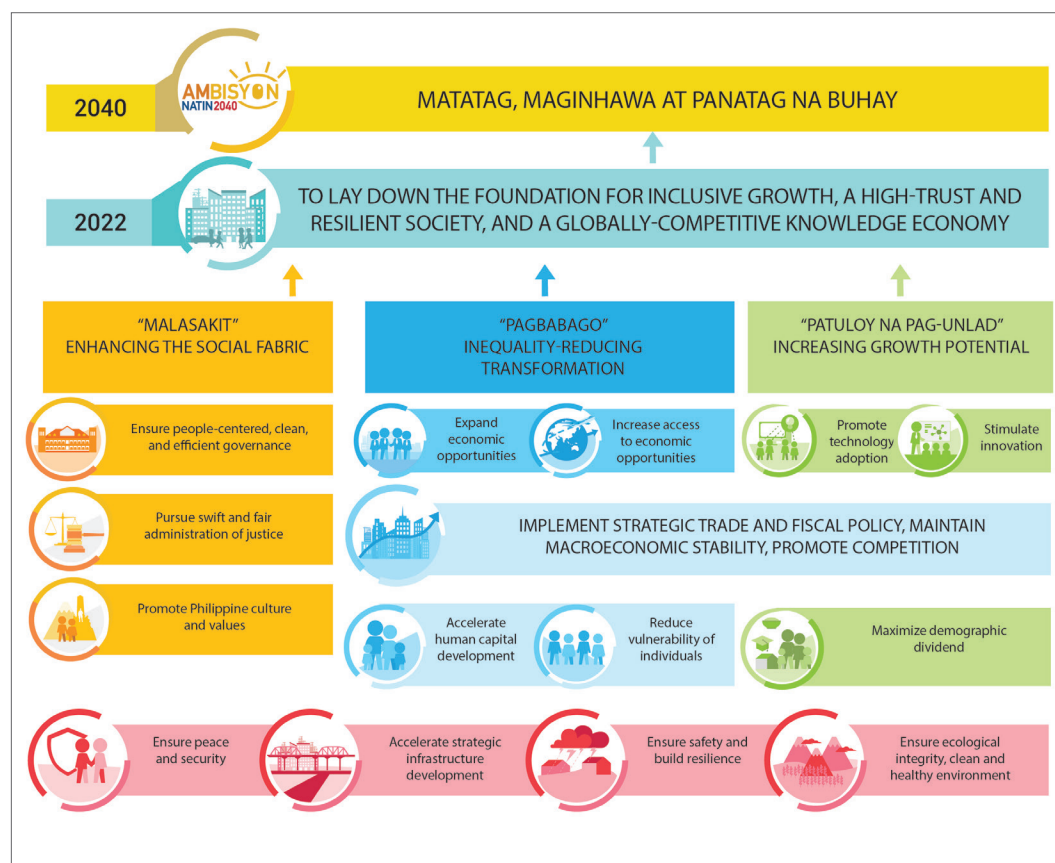 2040
AMBISYON
NATIN2040
MATATAG, MAGINHAWA AT PANATAG NA BUHAY
2022
TO LAY DOWN THE FOUNDATION FOR INCLUSIVE GROWTH, A HIGH-TRUST AND
RESILIENT SOCIETY, AND A GLOBALLY-COMPETITIVE KNOWLEDGE ECONOMY
“MALASAKIT”
ENHANCING THE SOCIAL FABRIC
Ensure people-centered, clean,
and efficient governance
Pursue swift and fair
administration of justice
Promote Philippine culture
and values
“PAGBABAGO”
INEQUALITY-REDUCING
TRANSFORMATION
Expand
economic
opportunities
Increase access
to economic
opportunities
“PATULOY NA PAG-UNLAD”
INCREASING GROWTH POTENTIAL
Promote
technology
adoption
Stimulate
innovation
IMPLEMENT STRATEGIC TRADE AND FISCAL POLICY, MAINTAIN
MACROECONOMIC STABILITY, PROMOTE COMPETITION
Accelerate
human capital
development
Reduce
vulnerability of
individuals
Maximize demographic
dividend
Ensure peace
and security
Accelerate strategic
infrastructure
development
Ensure safety and
build resilience
Ensure ecological
integrity, clean and
healthy environment